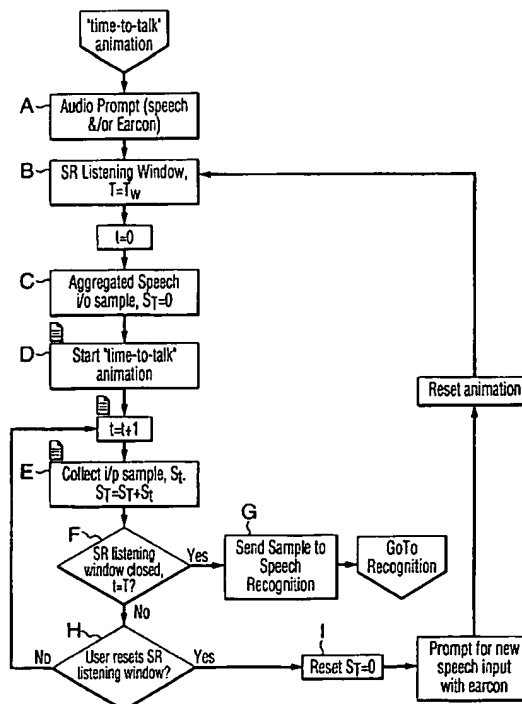 "time-to-talk"
animation
A
Audio Prompt (speech
&/or Earcon)
B
SR Listening Window,
T=Tw
t=0
C
Aggregated Speech
i/o sample, ST=0
D
Start "time-to-talk"
animation
t=t+1
E
Collect i/p sample, St.
ST=ST+St
F
SR listening
window closed,
t=T?
Yes
No
G
Send Sample to
Speech
Recognition
GoTo
Recognition
H
User resets SR
listening window?
No
Yes
I
Reset ST=0
Prompt for new
speech input
with earcon
Reset animation